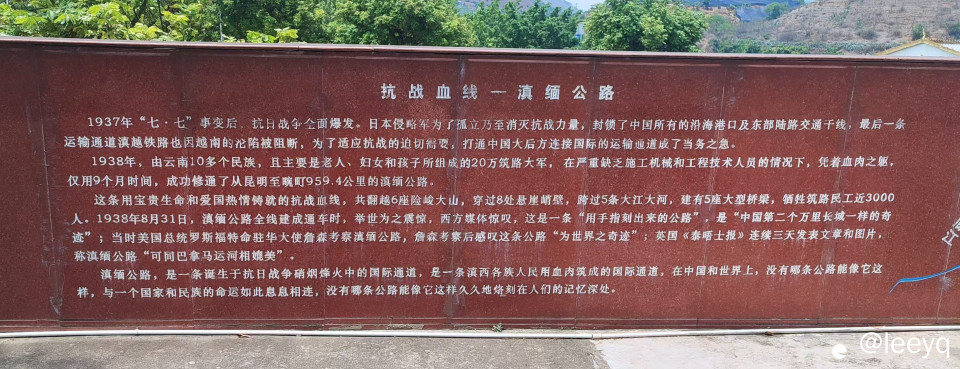 抗战血线—滇缅公路
1937年“七·七”事变后，抗日战争全面爆发。日本侵略军为了孤立乃至消灭抗战力量，封锁了中国所有的沿海港口及东部陆路交通干线，最后一条
运输通道滇越铁路也因越南的沦陷被阻断，为了适应抗战的迫切需要，打通中国大后方连接国际的运输通道成了当务之急。
1938年，由云南10多个民族，且主要是老人、妇女和孩子所组成的20万筑路大军，在严重缺乏施工机械和工程技术人员的情况下，凭着血肉之躯，
仅用9个月时间，成功修通了从昆明至畹町959.4公里的滇缅公路。
这条用宝贵生命和爱国热情铸就的抗战血线，共翻越6座险峻大山，穿过8处悬崖峭壁，跨过5条大江大河，建有5座大型桥梁，牺牲筑路民工近3000
人。1938年8月31日，滇缅公路全线建成通车时，举世为之震惊，西方媒体惊叹，这是一条“用手指刻出来的公路”，是“中国第二个万里长城一样的奇
迹”；当时美国总统罗斯福特命驻华大使詹森考察滇缅公路，詹森考察后感叹这条公路“为世界之奇迹”；英国《泰晤士报》连续三天发表文章和图片，
称滇缅公路“可同巴拿马运河相媲美”。
滇缅公路，是一条诞生于抗日战争硝烟烽火中的国际通道，是一条滇西各族人民用血肉筑成的国际通道，在中国和世界上，没有哪条公路能像它这
样，与一个国家和民族的命运如此息息相连，没有哪条公路能像它这样久久地烙刻在人们的记忆深处。
@leeyq